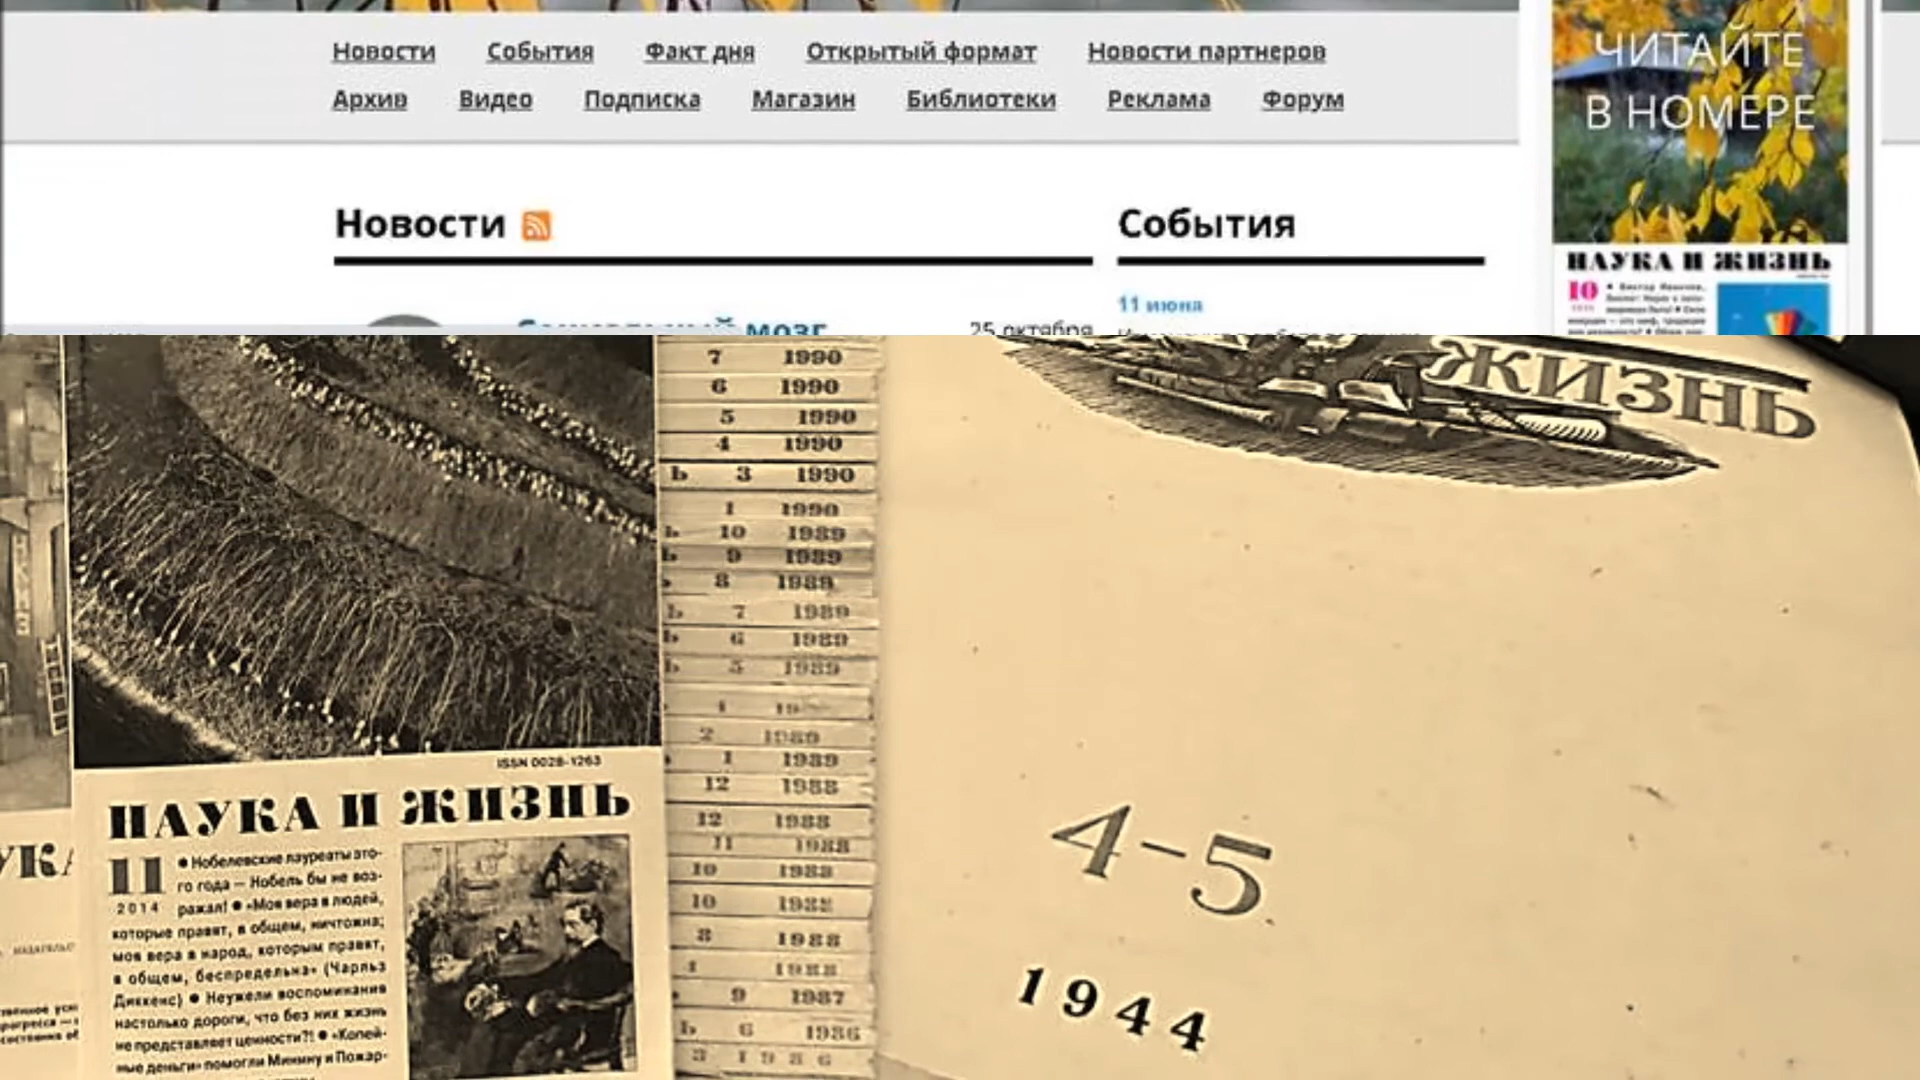 Новости События Факт дня Открытый формат Новости партнеров
Архив Видео Подписка Магазин Библиотеки Реклама Форум
ЧИТАЙТЕ
В НОМЕРЕ
Новости
События
11 июня
мозг
25 октября
НАУКА И ЖИЗНЬ
10
7 1990
6 1990
5 1990
4 1990
Ь 3 1990
1 1990
Ь 10 1989
Ь 9 1989
Ь 8 1989
Ь 7 1989
Ь 6 1989
Ь 5 1989
2 1989
1 1989
12 1988
12 1988
11 1988
10 1988
10 1988
8 1988
9 1987
Ь 6 1986
3 1986
ISSN 0028-1263
НАУКА И ЖИЗНЬ
11
2014
● Нобелевские лауреаты это-
го года — Нобель бы не воз-
ражал! ● «Моя вера в людей,
которые правят, в общем, ничтожна;
моя вера в народ, которым правят,
в общем, беспредельна» (Чарльз
Диккенс) ● Неужели воспоминания
настолько дороги, что без них жизнь
не представляет ценности?! ● «Копей-
ные деньги» помогли Минину и Пожар-
ЖИЗНЬ
4-5
1944